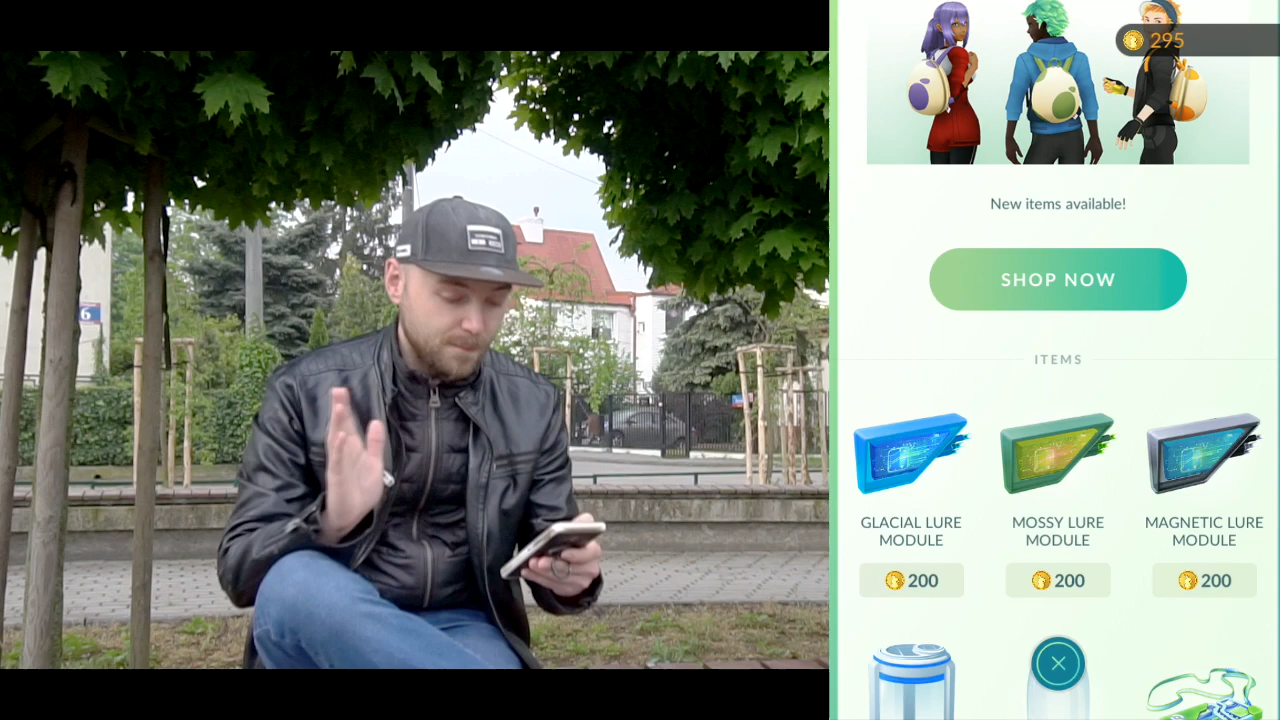 6
295
New items available!
SHOP NOW
ITEMS
GLACIAL LURE
MODULE
MOSSY LURE
MODULE
MAGNETIC LURE
MODULE
200
200
200